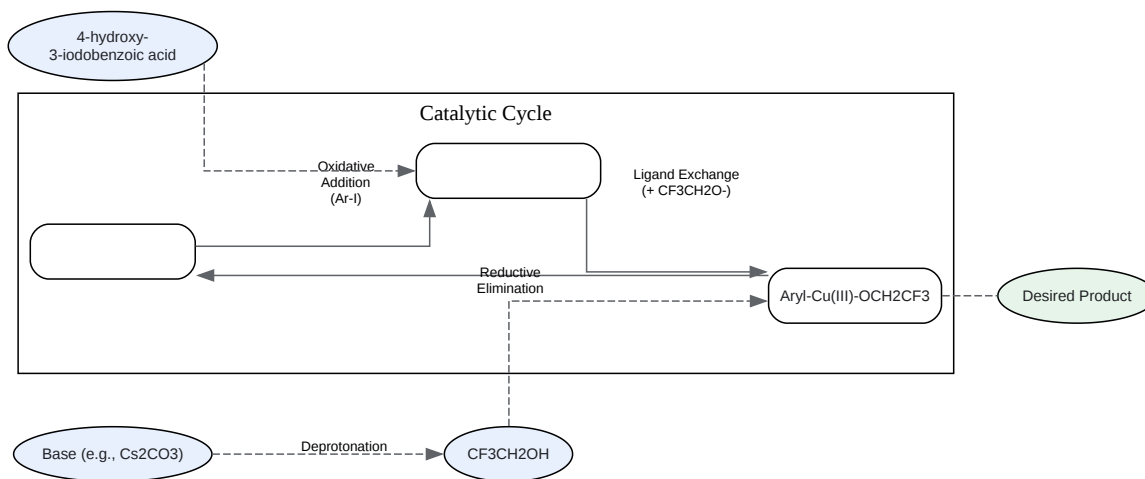 4-hydroxy-
3-iodobenzoic acid
Catalytic Cycle
Oxidative
Addition
(Ar-I)
Ligand Exchange
(+ CF3CH2O-)
Reductive
Elimination
Aryl-Cu(III)-OCH2CF3
Desired Product
Base (e.g., Cs2CO3)
Deprotonation
CF3CH2OH